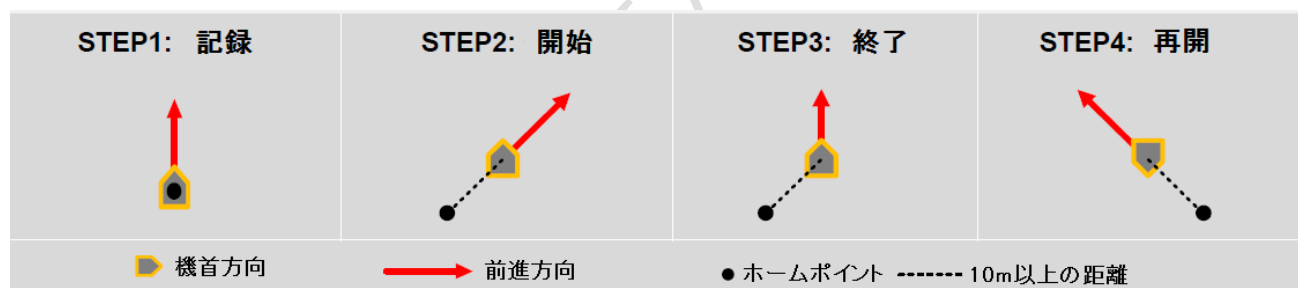 STEP1: 記録
STEP2: 開始
STEP3: 終了
STEP4: 再開
機首方向
前進方向
ホームポイント
10m以上の距離